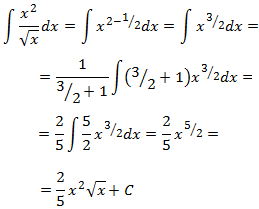 ∫ x²/√x dx = ∫ x^(2−1/2) dx = ∫ x^(3/2) dx =
= 1/(3/2 + 1) ∫ (3/2 + 1) x^(3/2) dx =
= 2/5 ∫ 5/2 x^(3/2) dx = 2/5 x^(5/2) =
= 2/5 x²√x + C